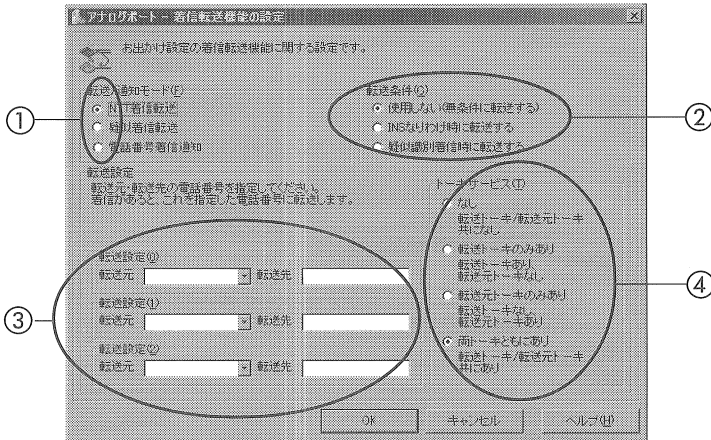 アナログポート - 着信転送機能の設定
お出かけ設定の着信転送機能に関する設定です。
転送/通知モード(F)
NTT着信転送
疑似着信転送
電話番号着信通知
転送条件(C)
使用しない(無条件に転送する)
INSなりわけ時に転送する
疑似識別着信時に転送する
①
②
転送設定
転送元・転送先の電話番号を指定してください。
着信があると、これを指定した電話番号に転送します。
転送設定(0)
転送元
転送先
転送設定(1)
転送元
転送先
転送設定(2)
転送元
転送先
③
トーキサービス(T)
なし
転送トーキ/転送元トーキ
共になし
転送トーキのみあり
転送トーキあり
転送元トーキなし
転送元トーキのみあり
転送トーキなし
転送元トーキあり
両トーキともにあり
転送トーキ/転送元トーキ
共にあり
④
OK
キャンセル
ヘルプ(H)